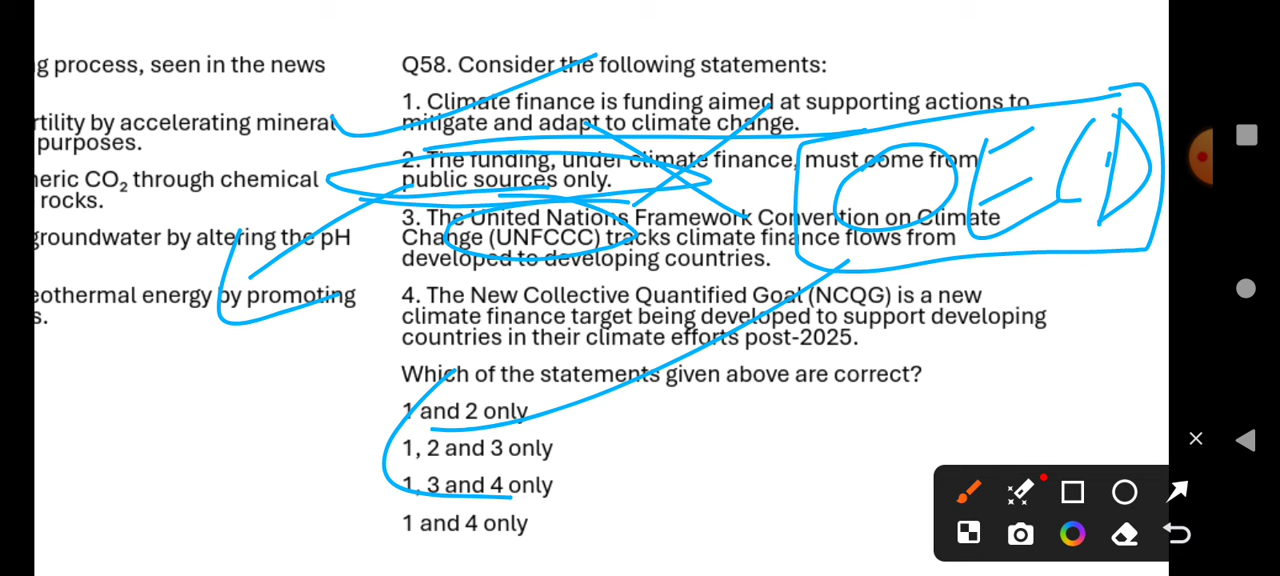 g process, seen in the news
rtility by accelerating mineral
purposes.
neric CO₂ through chemical
rocks.
groundwater by altering the pH
eothermal energy by promoting
s.
Q58. Consider the following statements:
1. Climate finance is funding aimed at supporting actions to
mitigate and adapt to climate change.
2. The funding, under climate finance, must come from
public sources only.
3. The United Nations Framework Convention on Climate
Change (UNFCCC) tracks climate finance flows from
developed to developing countries.
4. The New Collective Quantified Goal (NCQG) is a new
climate finance target being developed to support developing
countries in their climate efforts post-2025.
Which of the statements given above are correct?
1 and 2 only
1, 2 and 3 only
1, 3 and 4 only
1 and 4 only
OECD